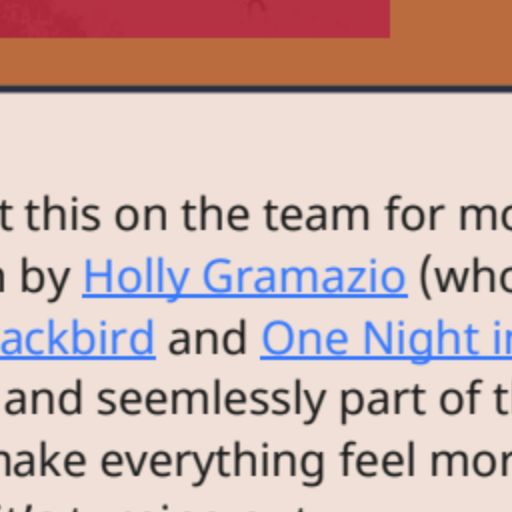 t this on the team for mo
by Holly Gramazio (who
ackbird and One Night in
and seemlessly part of t
make everything feel mor